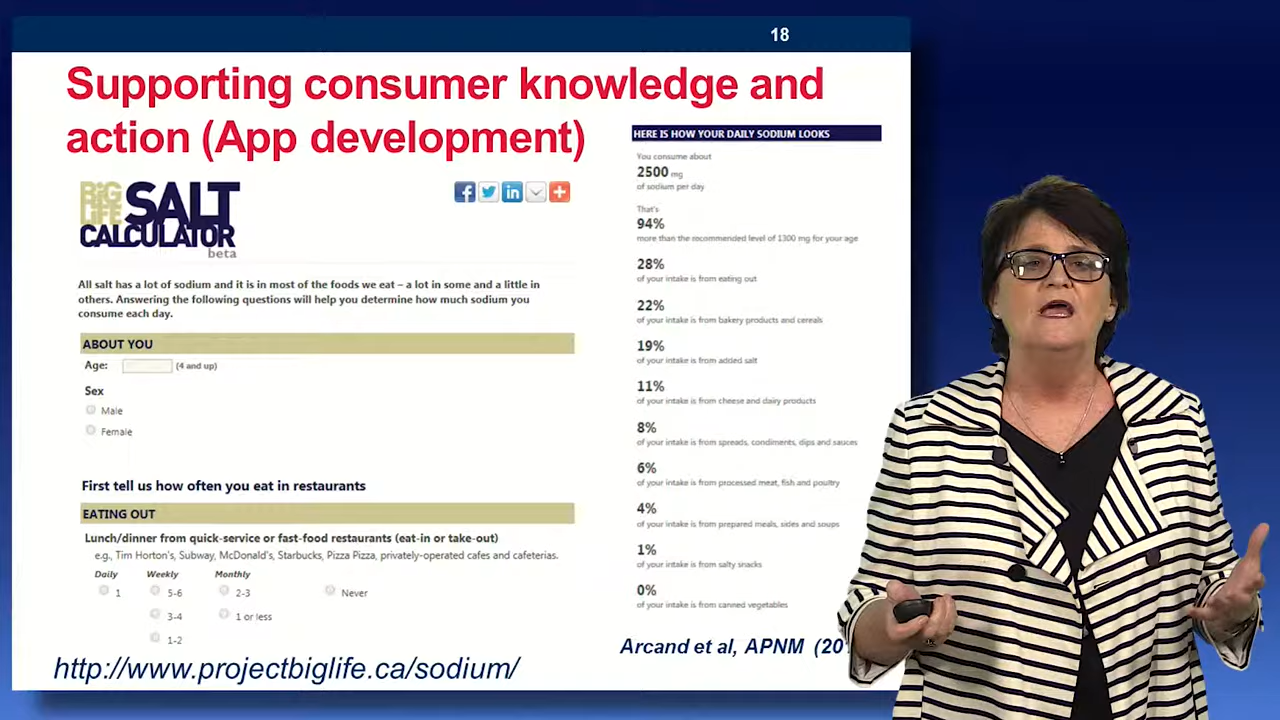 18
Supporting consumer knowledge and
action (App development)
BIG
LIFE
SALT
CALCULATOR
beta
All salt has a lot of sodium and it is in most of the foods we eat – a lot in some and a little in
others. Answering the following questions will help you determine how much sodium you
consume each day.
ABOUT YOU
Age: (4 and up)
Sex
Male
Female
First tell us how often you eat in restaurants
EATING OUT
Lunch/dinner from quick-service or fast-food restaurants (eat-in or take-out)
e.g., Tim Horton's, Subway, McDonald's, Starbucks, Pizza Pizza, privately-operated cafes and cafeterias.
Daily Weekly Monthly
1 5-6 2-3 Never
3-4 1 or less
1-2
http://www.projectbiglife.ca/sodium/
HERE IS HOW YOUR DAILY SODIUM LOOKS
You consume about
2500 mg
of sodium per day
That's
94%
more than the recommended level of 1300 mg for your age
28%
of your intake is from eating out
22%
of your intake is from bakery products and cereals
19%
of your intake is from added salt
11%
of your intake is from cheese and dairy products
8%
of your intake is from spreads, condiments, dips and sauces
6%
of your intake is from processed meat, fish and poultry
4%
of your intake is from prepared meals, sides and soups
1%
of your intake is from salty snacks
0%
of your intake is from canned vegetables
Arcand et al, APNM